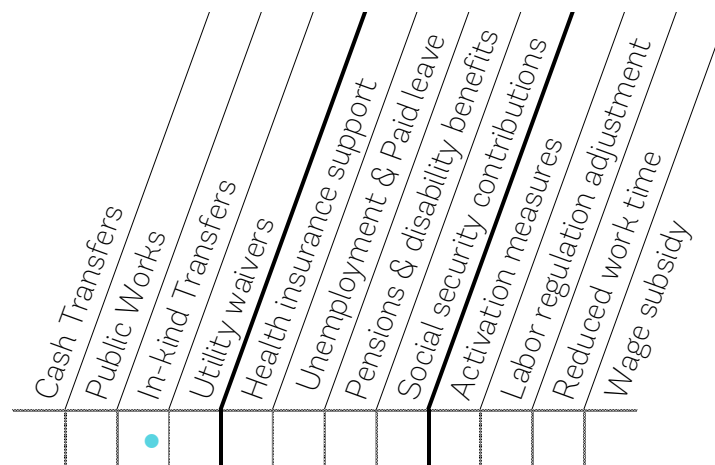 Cash Transfers
Public Works
In-kind Transfers
Utility waivers
Health insurance support
Unemployment & Paid leave
Pensions & disability benefits
Social security contributions
Activation measures
Labor regulation adjustment
Reduced work time
Wage subsidy